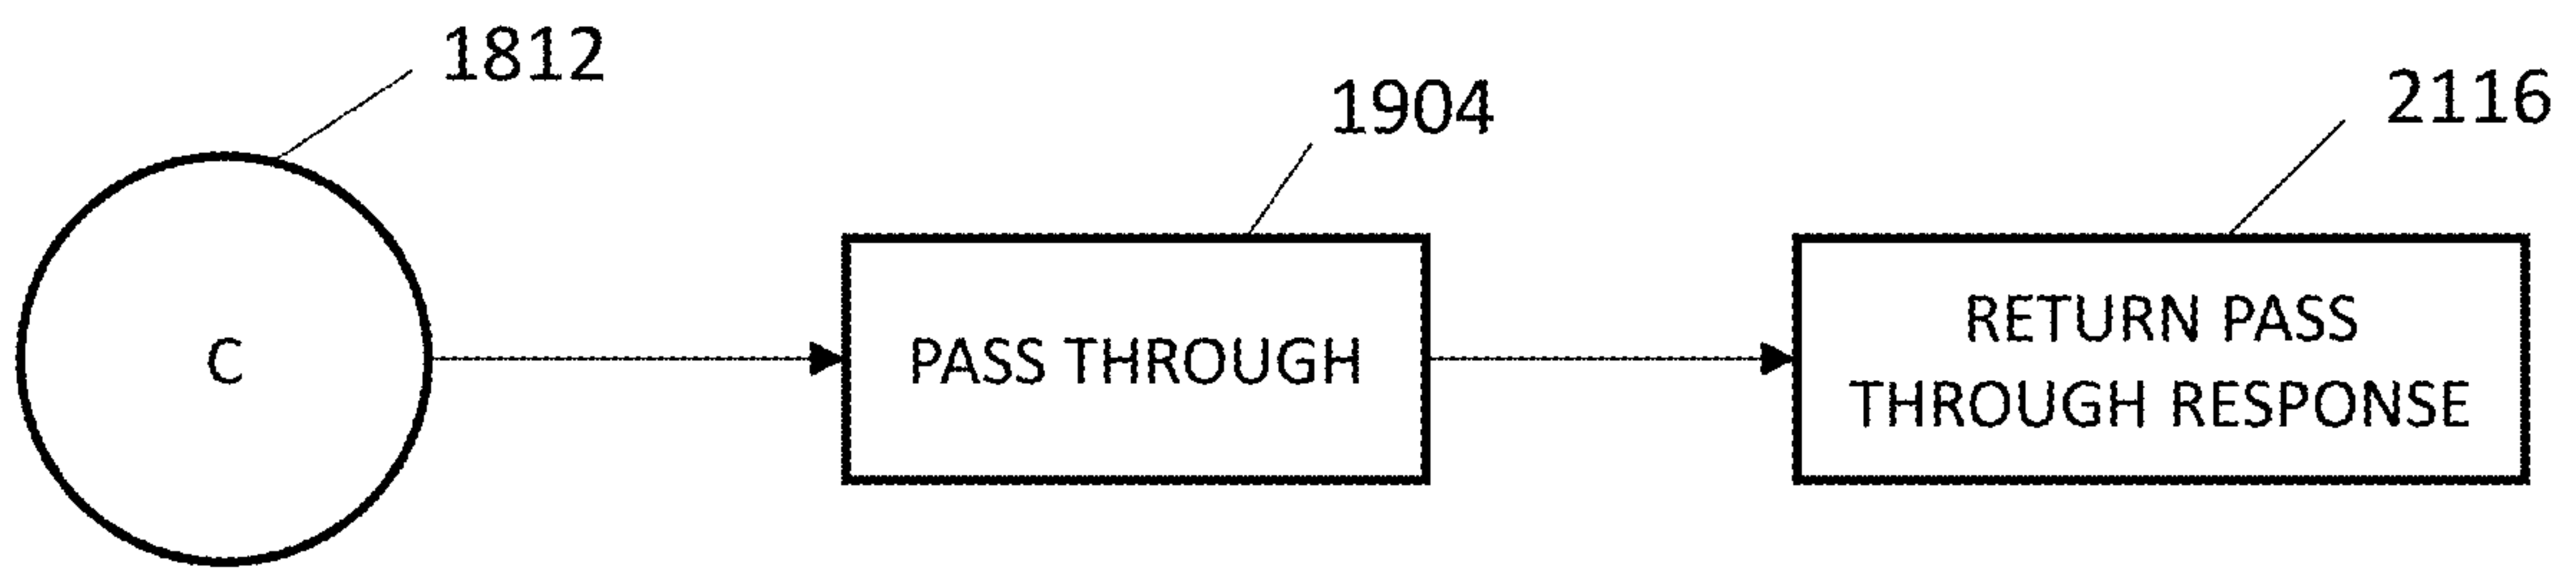 1812
1904
2116
C
PASS THROUGH
RETURN PASS
THROUGH RESPONSE